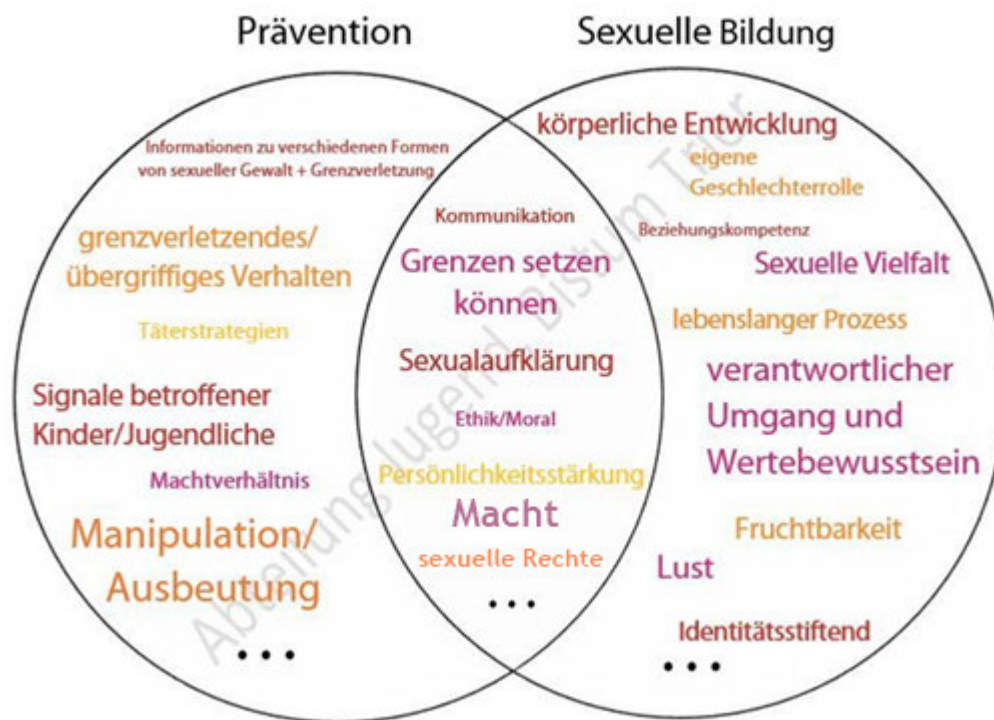 Prävention
Sexuelle Bildung
Informationen zu verschiedenen Formen
von sexueller Gewalt + Grenzverletzung
grenzverletzendes/
übergriffiges Verhalten
Täterstrategien
Signale betroffener
Kinder/Jugendliche
Machtverhältnis
Manipulation/
Ausbeutung
...
Kommunikation
Grenzen setzen
können
Sexualaufklärung
Ethik/Moral
Persönlichkeitsstärkung
Macht
sexuelle Rechte
...
körperliche Entwicklung
eigene
Geschlechterrolle
Beziehungskompetenz
Sexuelle Vielfalt
lebenslanger Prozess
verantwortlicher
Umgang und
Wertebewusstsein
Fruchtbarkeit
Lust
Identitätsstiftend
...
Abteilung Jugend, Bistum Trier